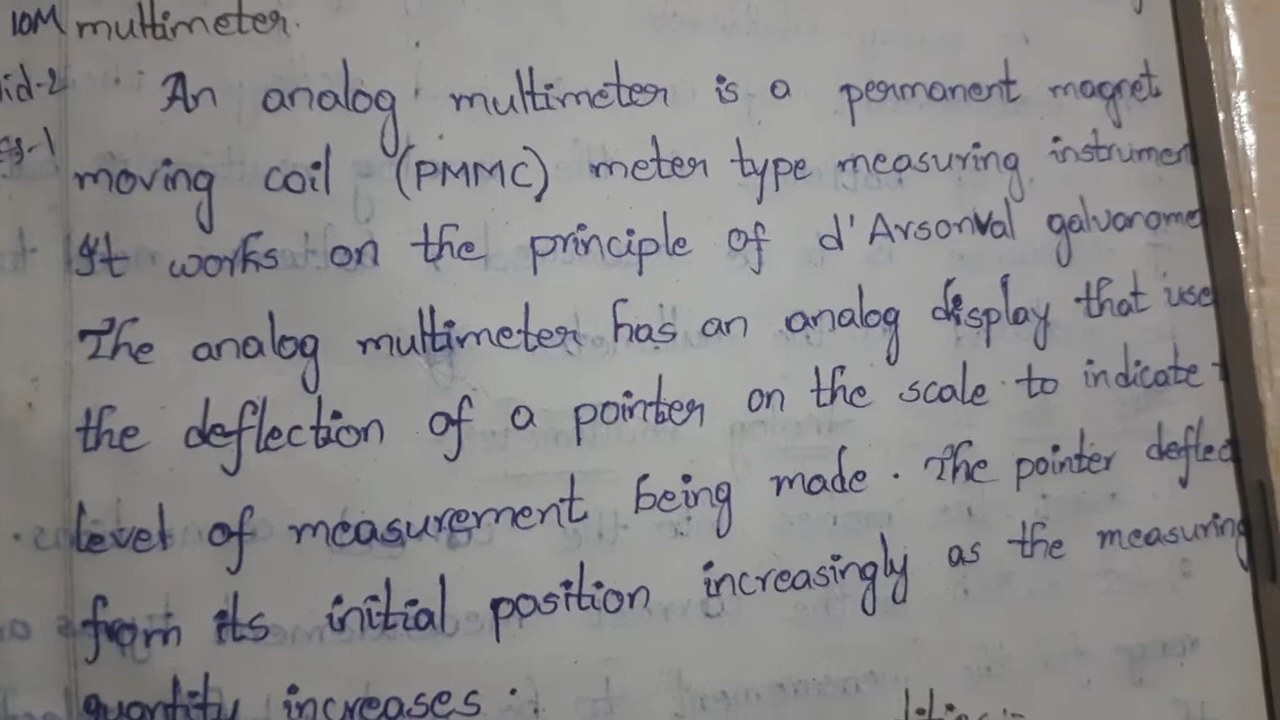 10M multimeter.
id-2 An analog multimeter is a permanent magnet
moving coil (PMMC) meter type measuring instrumen
It works on the principle of d'Arsonval galvanome
The analog multimeter has an analog display that use
the deflection of a pointer on the scale to indicate
level of measurement being made. The pointer deflec
from its initial position increasingly as the measuring
quantity increases.